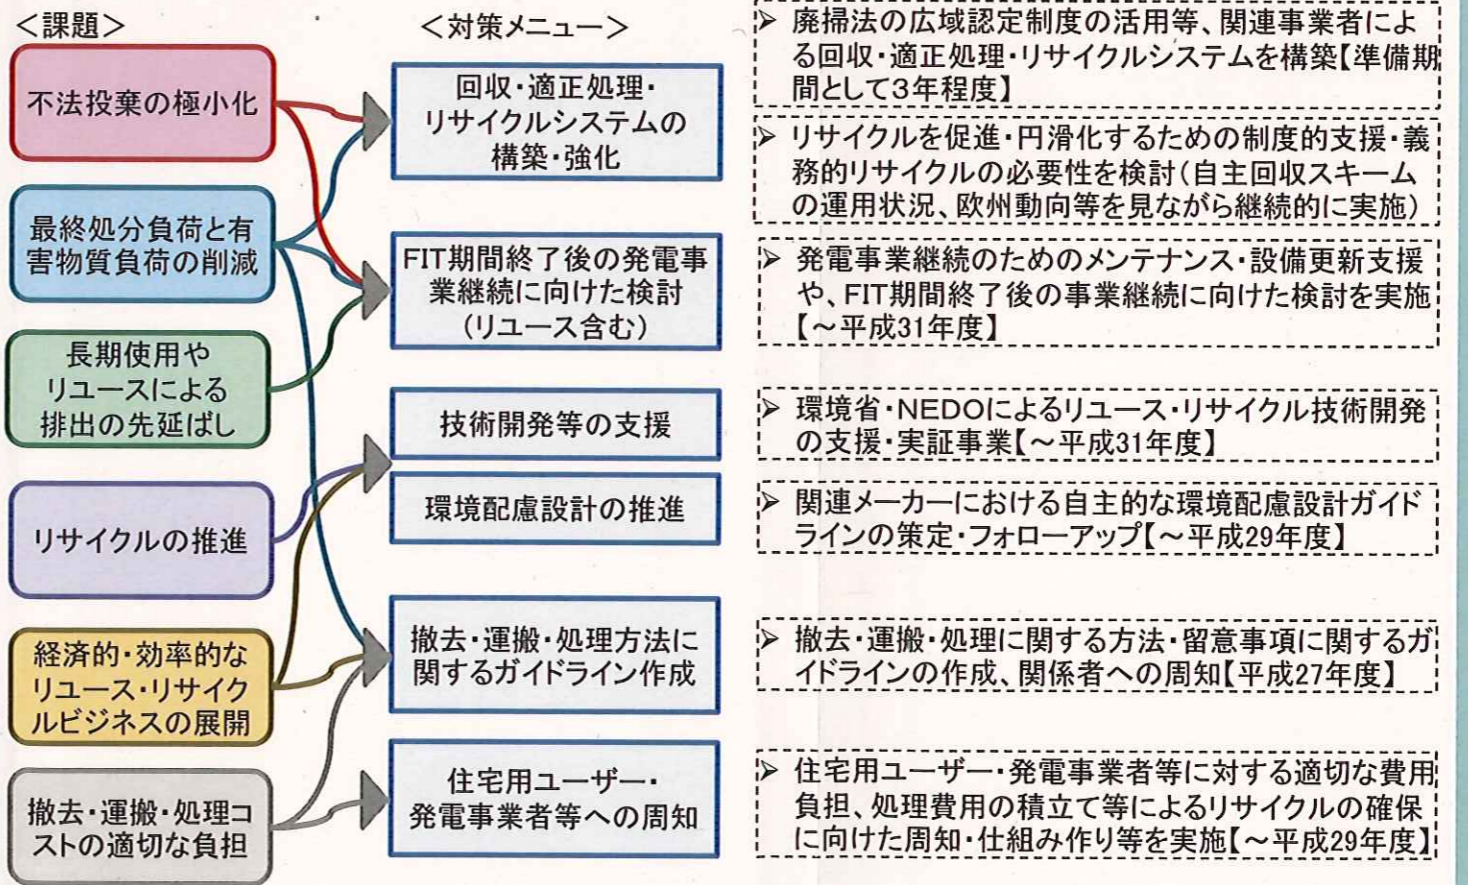 ＜課題＞
不法投棄の極小化
最終処分負荷と有
害物質負荷の削減
長期使用や
リユースによる
排出の先延ばし
リサイクルの推進
経済的・効率的な
リユース・リサイク
ルビジネスの展開
撤去・運搬・処理コ
ストの適切な負担
＜対策メニュー＞
回収・適正処理・
リサイクルシステムの
構築・強化
FIT期間終了後の発電事
業継続に向けた検討
（リユース含む）
技術開発等の支援
環境配慮設計の推進
撤去・運搬・処理方法に
関するガイドライン作成
住宅用ユーザー・
発電事業者等への周知
➢ 廃掃法の広域認定制度の活用等、関連事業者によ
る回収・適正処理・リサイクルシステムを構築【準備期
間として３年程度】
➢ リサイクルを促進・円滑化するための制度的支援・義
務的リサイクルの必要性を検討（自主回収スキーム
の運用状況、欧州動向等を見ながら継続的に実施）
➢ 発電事業継続のためのメンテナンス・設備更新支援
や、FIT期間終了後の事業継続に向けた検討を実施
【～平成31年度】
➢ 環境省・NEDOによるリユース・リサイクル技術開発
の支援・実証事業【～平成31年度】
➢ 関連メーカーにおける自主的な環境配慮設計ガイド
ラインの策定・フォローアップ【～平成29年度】
➢ 撤去・運搬・処理に関する方法・留意事項に関するガ
イドラインの作成、関係者への周知【平成27年度】
➢ 住宅用ユーザー・発電事業者等に対する適切な費用
負担、処理費用の積立て等によるリサイクルの確保
に向けた周知・仕組み作り等を実施【～平成29年度】